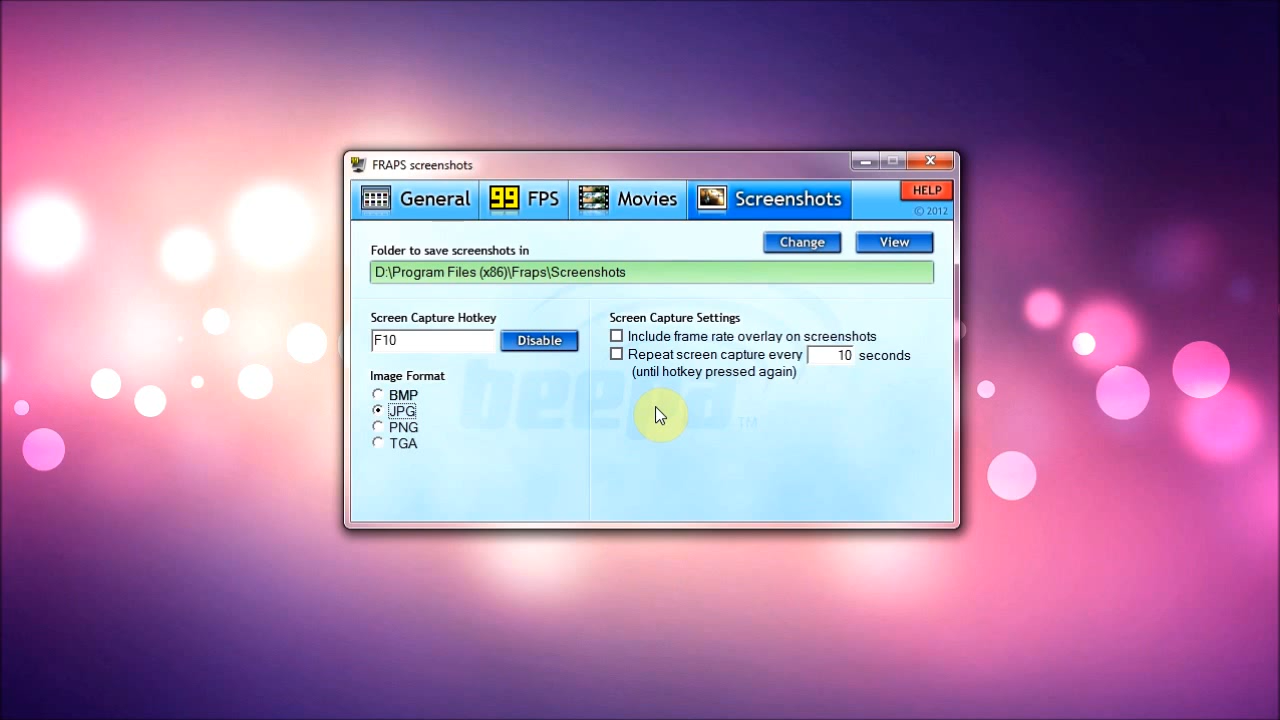 FRAPS screenshots
General
99 FPS
Movies
Screenshots
HELP
© 2012
Folder to save screenshots in
Change
View
D:\Program Files (x86)\Fraps\Screenshots
Screen Capture Hotkey
F10
Disable
Image Format
BMP
JPG
PNG
TGA
Screen Capture Settings
Include frame rate overlay on screenshots
Repeat screen capture every 10 seconds
(until hotkey pressed again)
beepa TM